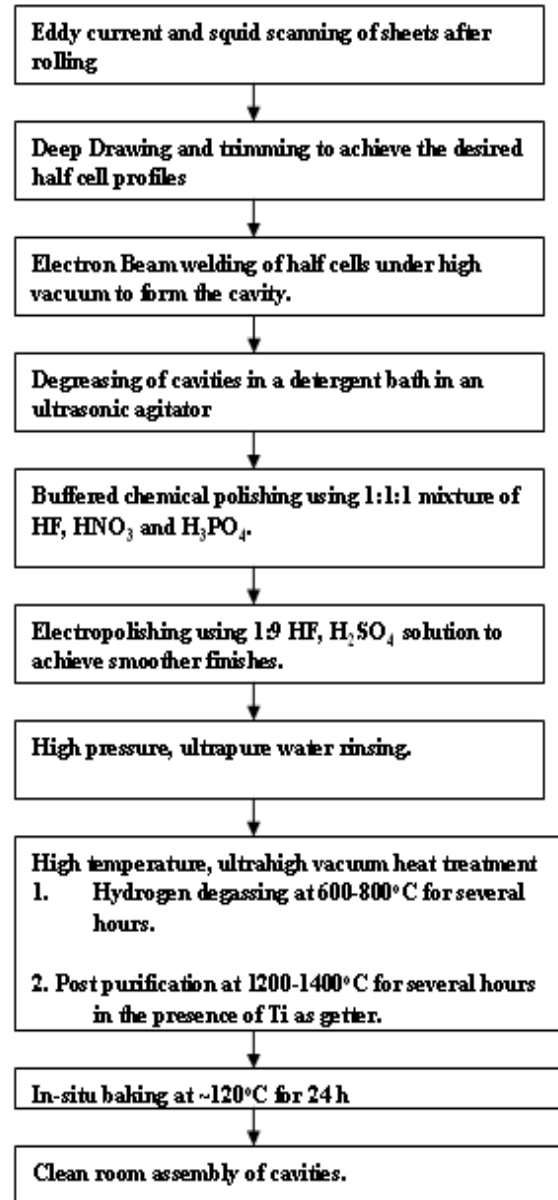 Eddy current and squid scanning of sheets after
rolling
Deep Drawing and trimming to achieve the desired
half cell profiles
Electron Beam welding of half cells under high
vacuum to form the cavity.
Degreasing of cavities in a detergent bath in an
ultrasonic agitator
Buffered chemical polishing using 1:1:1 mixture of
HF, HNO₃ and H₃PO₄.
Electropolishing using 1:9 HF, H₂SO₄ solution to
achieve smoother finishes.
High pressure, ultrapure water rinsing.
High temperature, ultrahigh vacuum heat treatment
1. Hydrogen degassing at 600-800°C for several
hours.
2. Post purification at 1200-1400°C for several hours
in the presence of Ti as getter.
In-situ baking at ~120°C for 24 h
Clean room assembly of cavities.